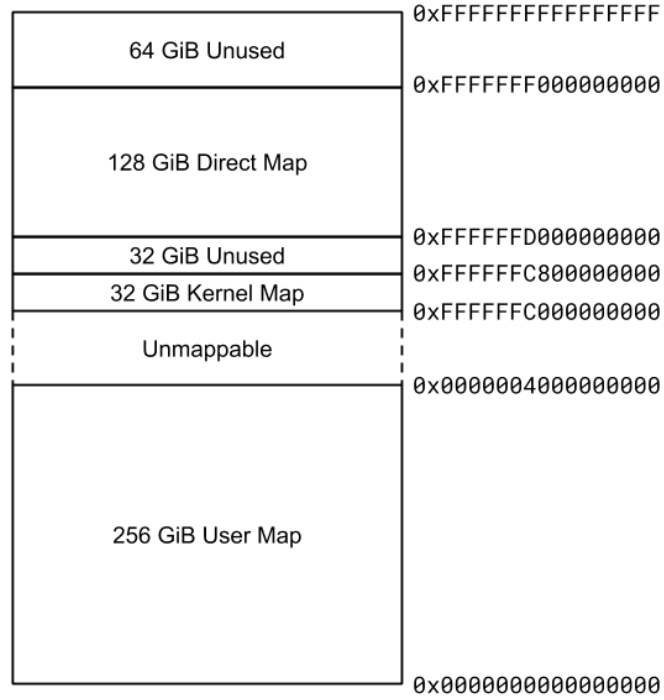 0xFFFFFFFFFFFFFFFF
64 GiB Unused
0xFFFFFFF000000000
128 GiB Direct Map
0xFFFFFFD000000000
32 GiB Unused
0xFFFFFFC800000000
32 GiB Kernel Map
0xFFFFFFC000000000
Unmappable
0x0000004000000000
256 GiB User Map
0x0000000000000000